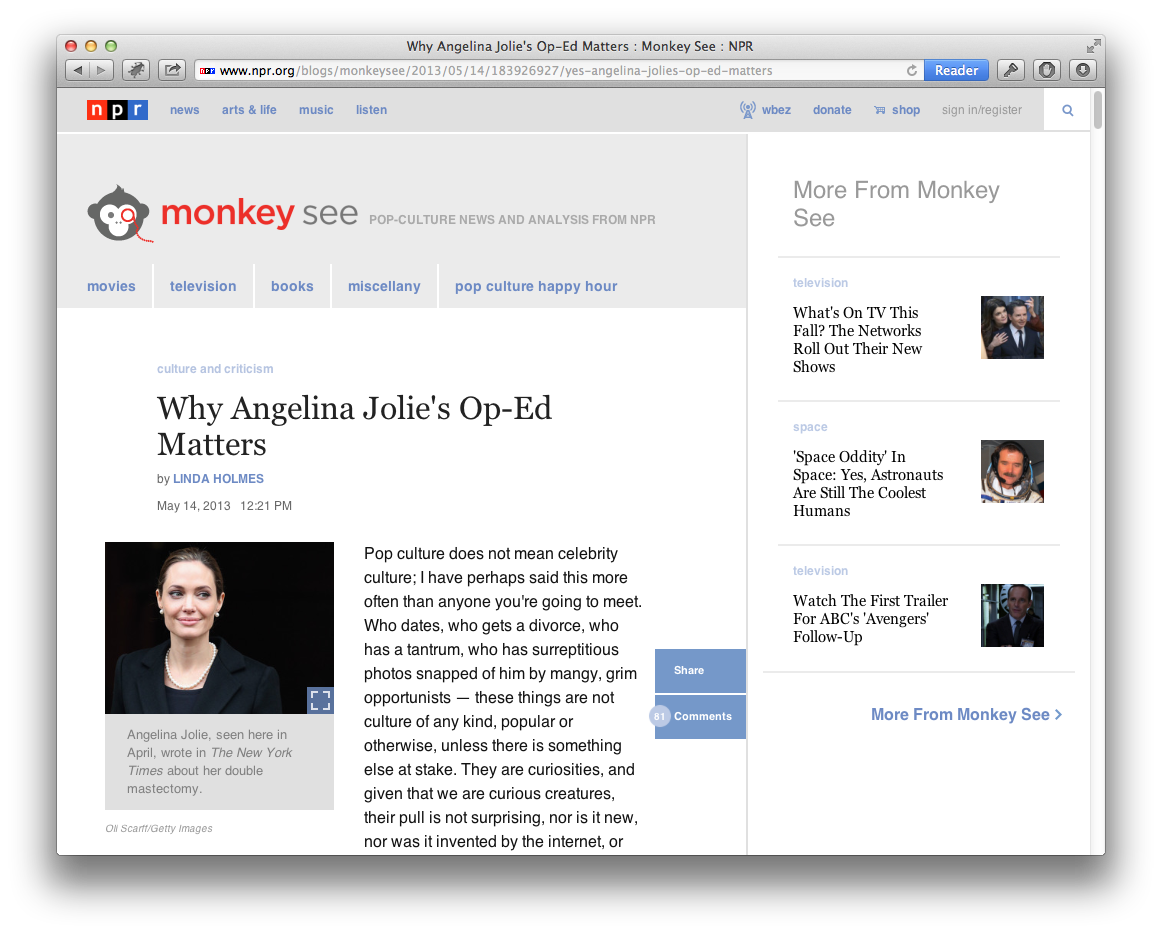 Why Angelina Jolie's Op-Ed Matters : Monkey See : NPR
npr www.npr.org/blogs/monkeysee/2013/05/14/183926927/yes-angelina-jolies-op-ed-matters
Reader
npr
news arts & life music listen
wbez donate shop sign in/register
monkey see POP-CULTURE NEWS AND ANALYSIS FROM NPR
movies television books miscellany pop culture happy hour
culture and criticism
Why Angelina Jolie's Op-Ed
Matters
by LINDA HOLMES
May 14, 2013 12:21 PM
Angelina Jolie, seen here in
April, wrote in The New York
Times about her double
mastectomy.
Oli Scarff/Getty Images
Pop culture does not mean celebrity
culture; I have perhaps said this more
often than anyone you're going to meet.
Who dates, who gets a divorce, who
has a tantrum, who has surreptitious
photos snapped of him by mangy, grim
opportunists — these things are not
culture of any kind, popular or
otherwise, unless there is something
else at stake. They are curiosities, and
given that we are curious creatures,
their pull is not surprising, nor is it new,
nor was it invented by the internet, or
Share
81 Comments
More From Monkey
See
television
What's On TV This
Fall? The Networks
Roll Out Their New
Shows
space
'Space Oddity' In
Space: Yes, Astronauts
Are Still The Coolest
Humans
television
Watch The First Trailer
For ABC's 'Avengers'
Follow-Up
More From Monkey See >